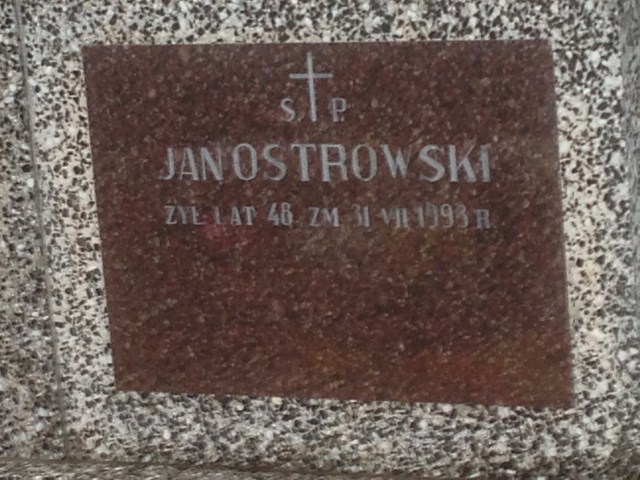 S. P.
JAN OSTROWSKI
ŻYŁ LAT 48. ZM 31 VII 1993 R.